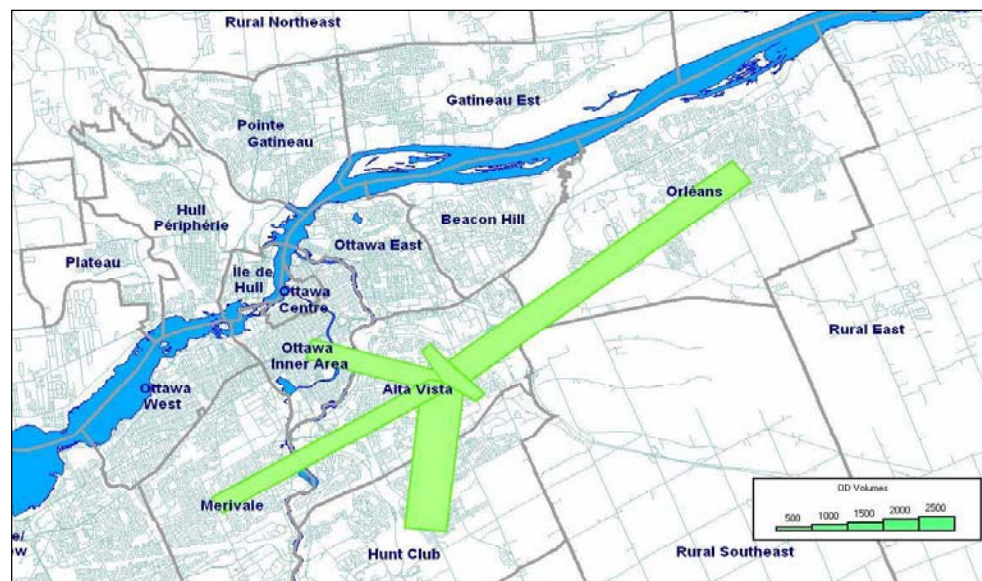 Rural Northeast
Gatineau Est
Pointe
Gatineau
Orléans
Hull
Périphérie
Beacon Hill
Ottawa East
Plateau
Île de
Hull
Ottawa
Centre
Rural East
Ottawa
Inner Area
Alta Vista
Ottawa
West
Merivale
Hunt Club
Rural Southeast
e/
ow
OD Volumes
500 1000 1500 2000 2500